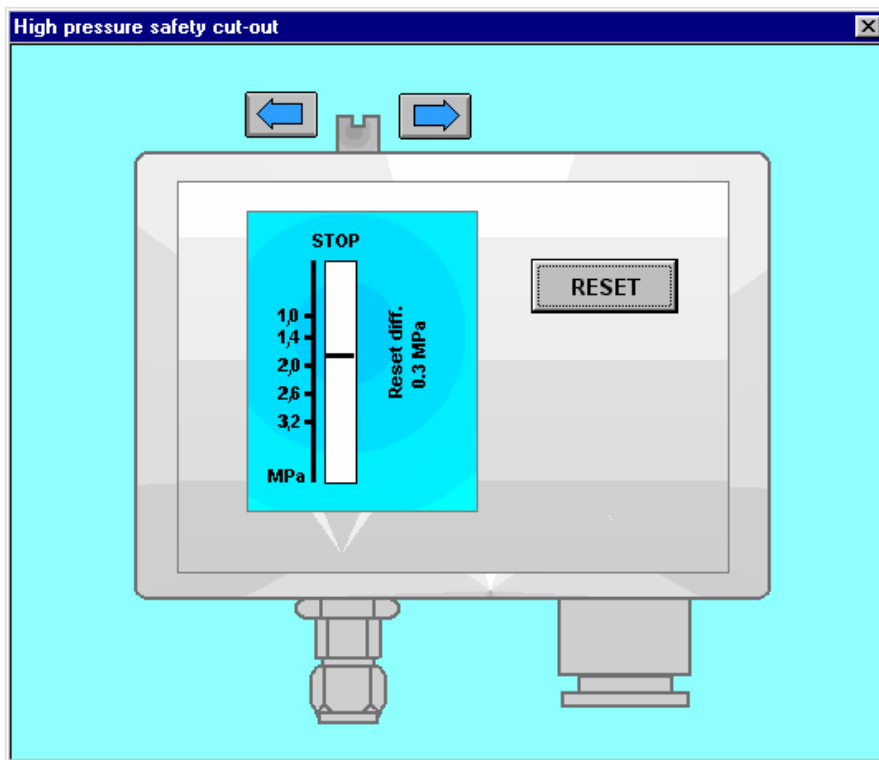 High pressure safety cut-out
STOP
1,0
1,4
2,0
2,6
3,2
MPa
Reset diff.
0.3 MPa
RESET